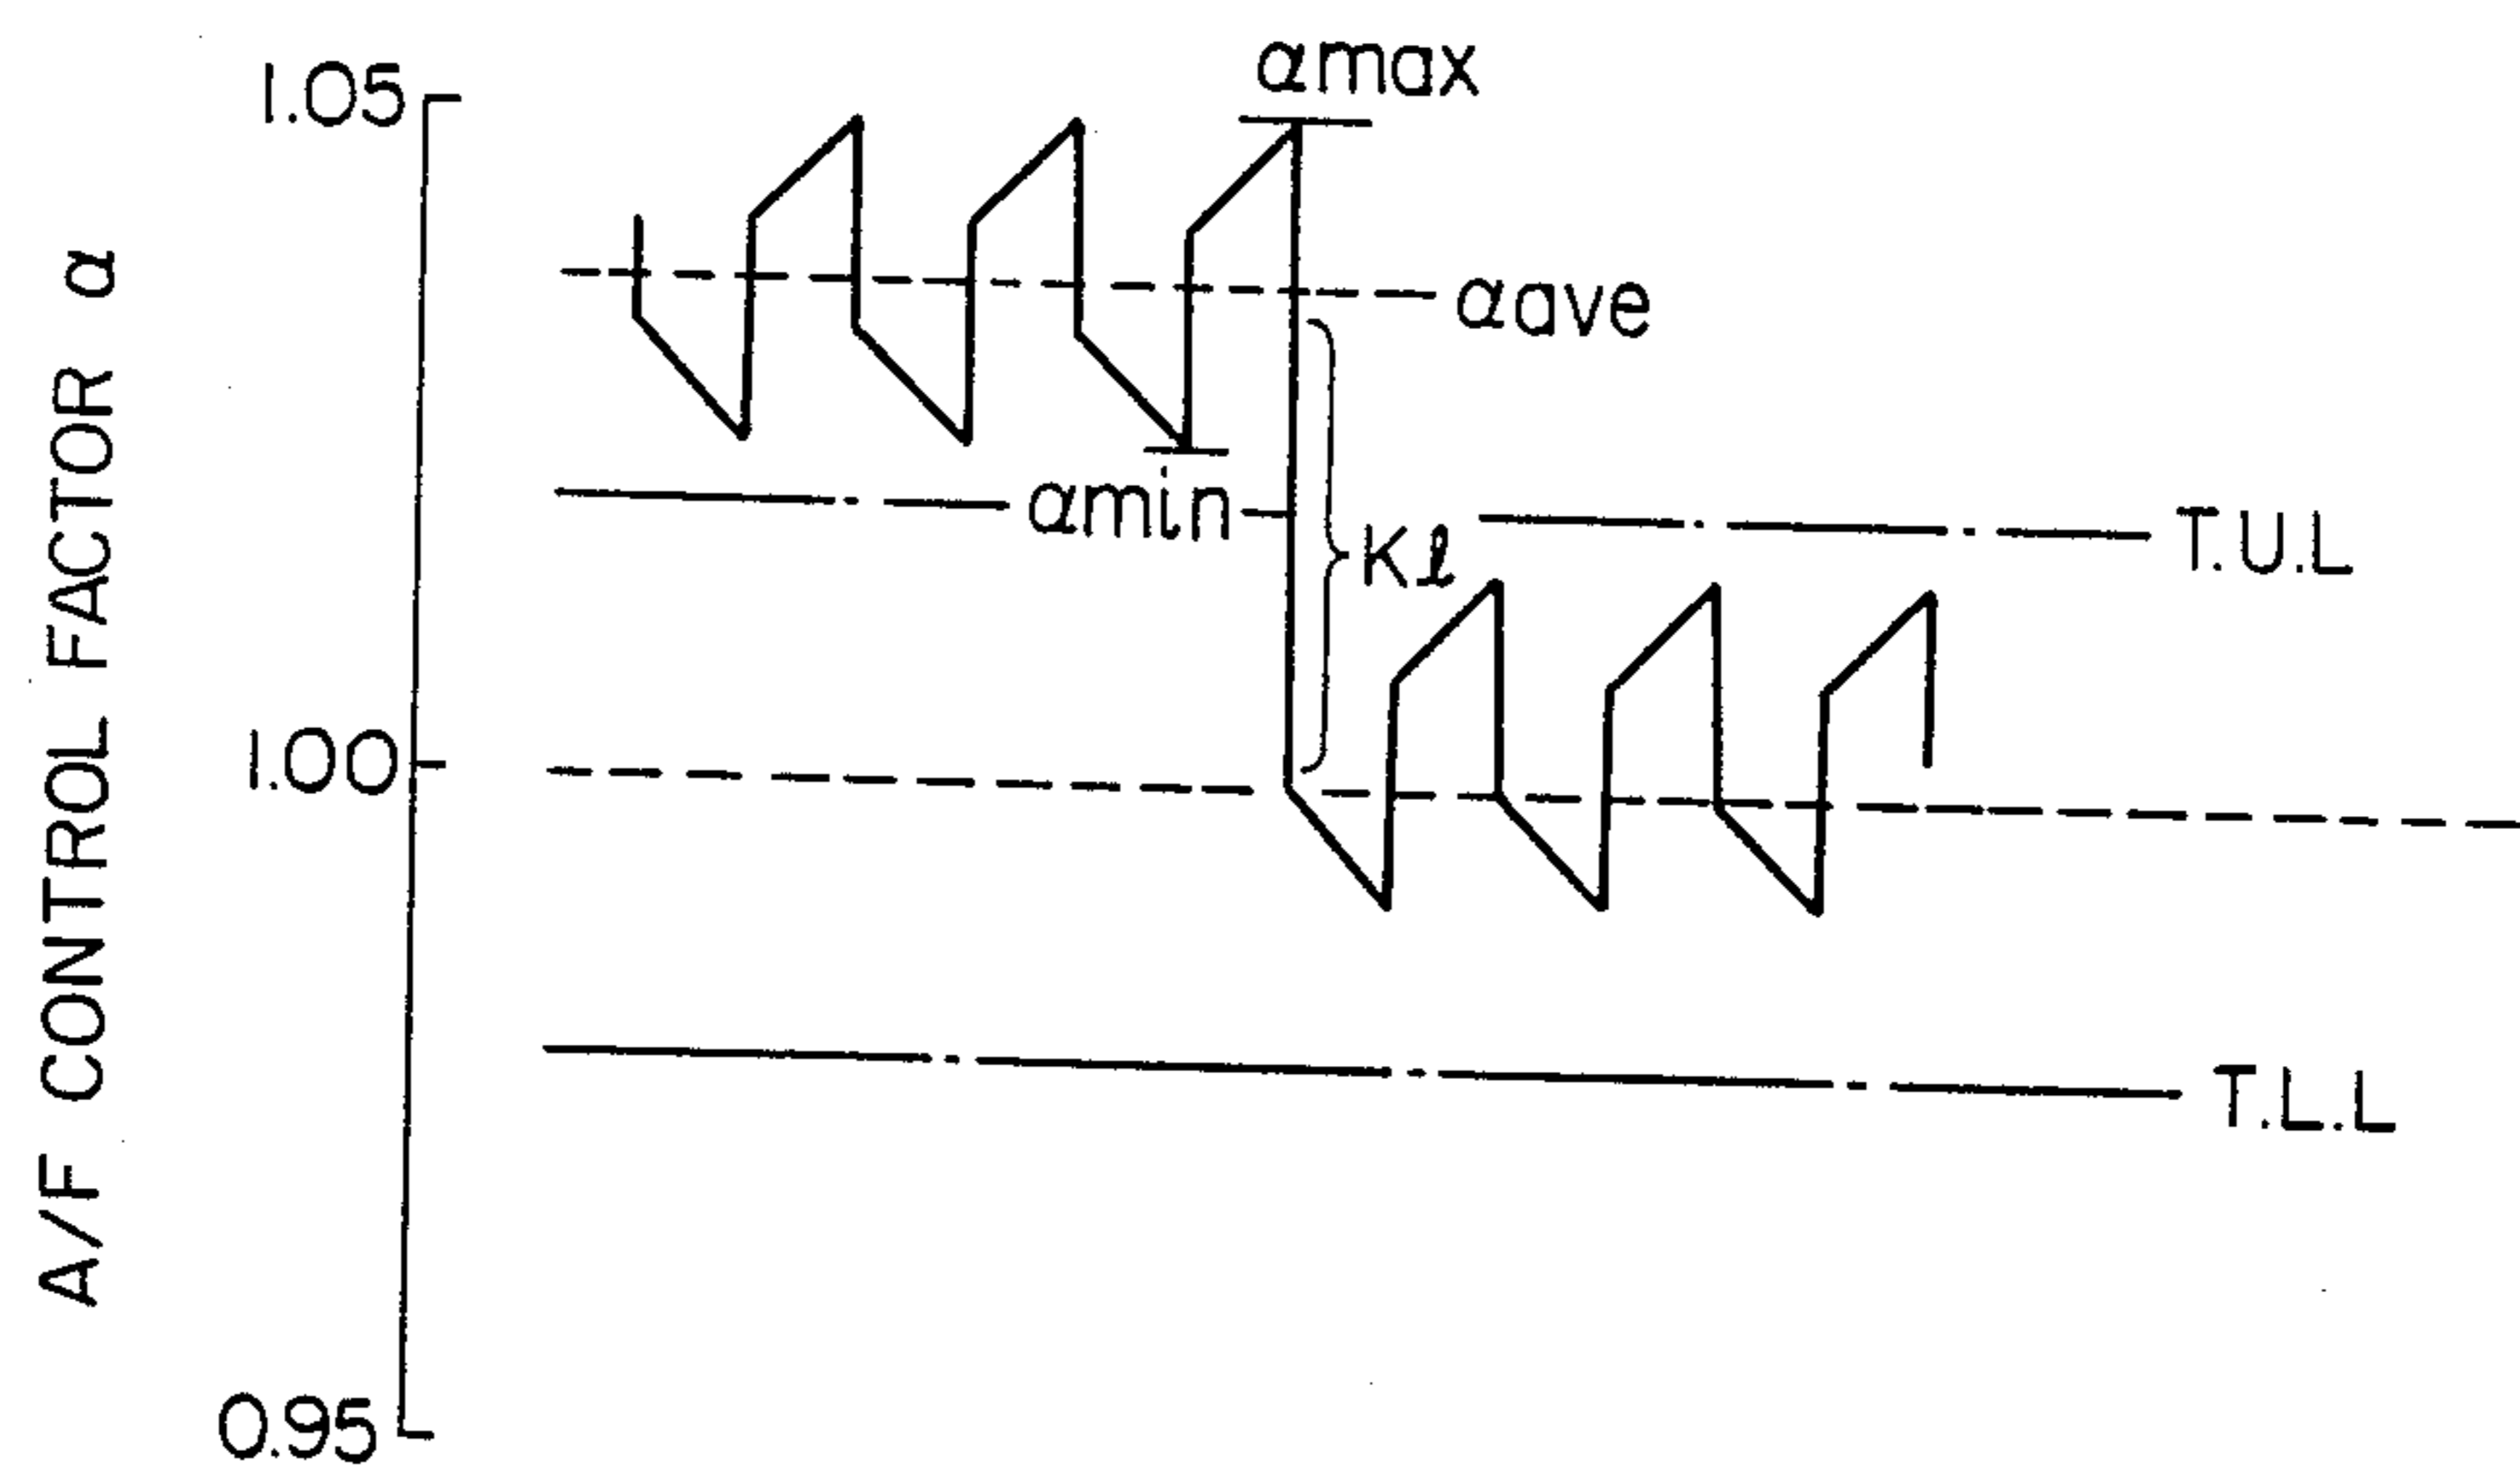 A/F CONTROL FACTOR α
1.05
αmax
αave
αmin
Kℓ
T.U.L
1.00
T.L.L
0.95